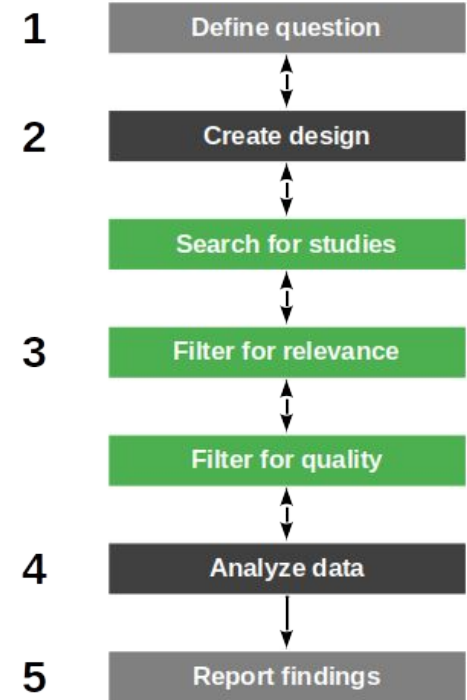 1 Define question
2 Create design
Search for studies
3 Filter for relevance
Filter for quality
4 Analyze data
5 Report findings